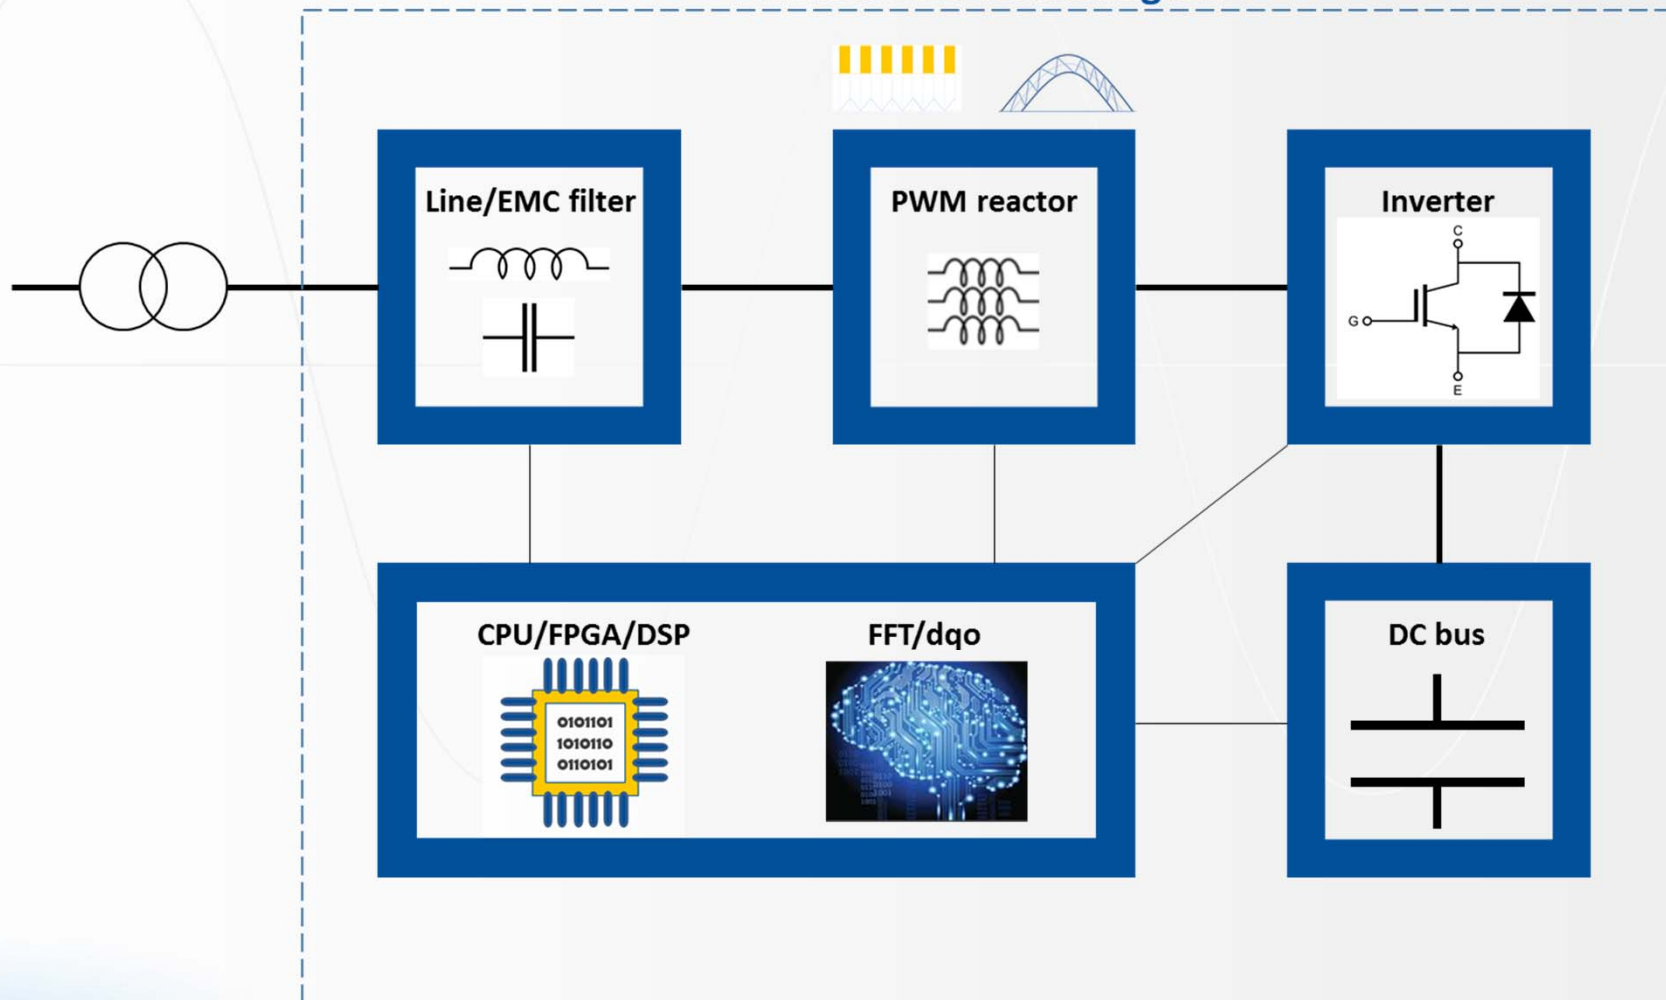 Line/EMC filter
PWM reactor
Inverter
C
G
E
CPU/FPGA/DSP
FFT/dqo
DC bus
0101101
1010110
0110101